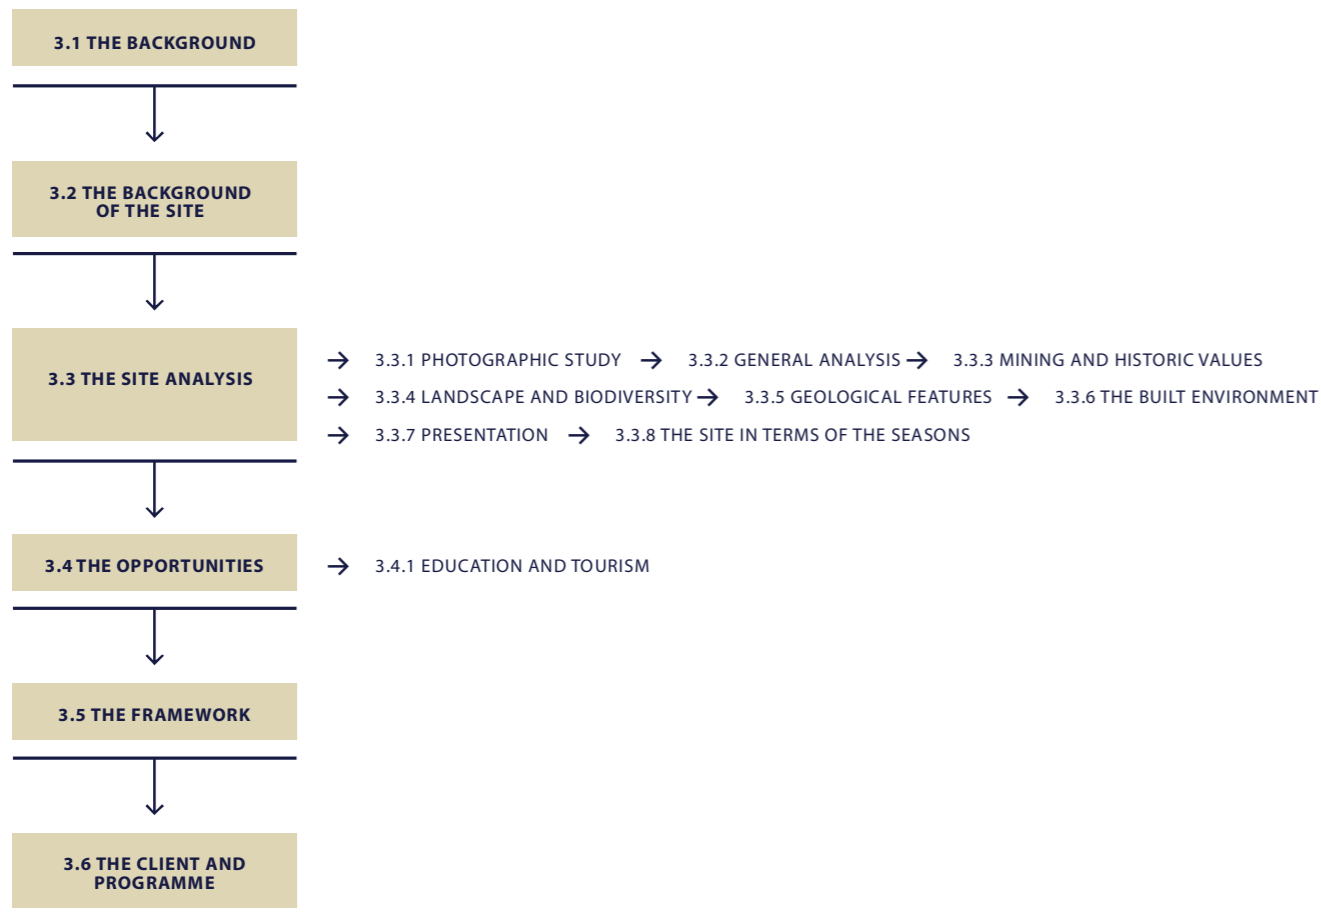 3.1 THE BACKGROUND
3.2 THE BACKGROUND
OF THE SITE
3.3 THE SITE ANALYSIS
→ 3.3.1 PHOTOGRAPHIC STUDY → 3.3.2 GENERAL ANALYSIS → 3.3.3 MINING AND HISTORIC VALUES
→ 3.3.4 LANDSCAPE AND BIODIVERSITY → 3.3.5 GEOLOGICAL FEATURES → 3.3.6 THE BUILT ENVIRONMENT
→ 3.3.7 PRESENTATION → 3.3.8 THE SITE IN TERMS OF THE SEASONS
3.4 THE OPPORTUNITIES
→ 3.4.1 EDUCATION AND TOURISM
3.5 THE FRAMEWORK
3.6 THE CLIENT AND
PROGRAMME